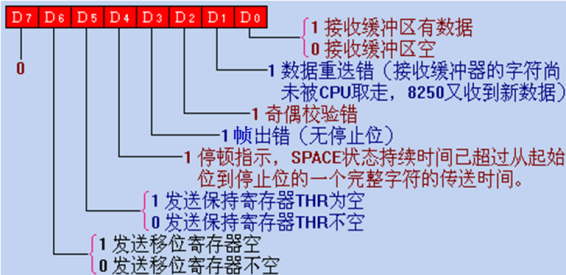 D7 D6 D5 D4 D3 D2 D1 D0
1 接收缓冲区有数据
0 接收缓冲区空
0
1 数据重迭错（接收缓冲器的字符尚
未被CPU取走，8250又收到新数据）
1 奇偶校验错
1 帧出错（无停止位）
1 停顿指示，SPACE状态持续时间已超过从起始
位到停止位的一个完整字符的传送时间。
1 发送保持寄存器THR为空
0 发送保持寄存器THR不空
1 发送移位寄存器空
0 发送移位寄存器不空